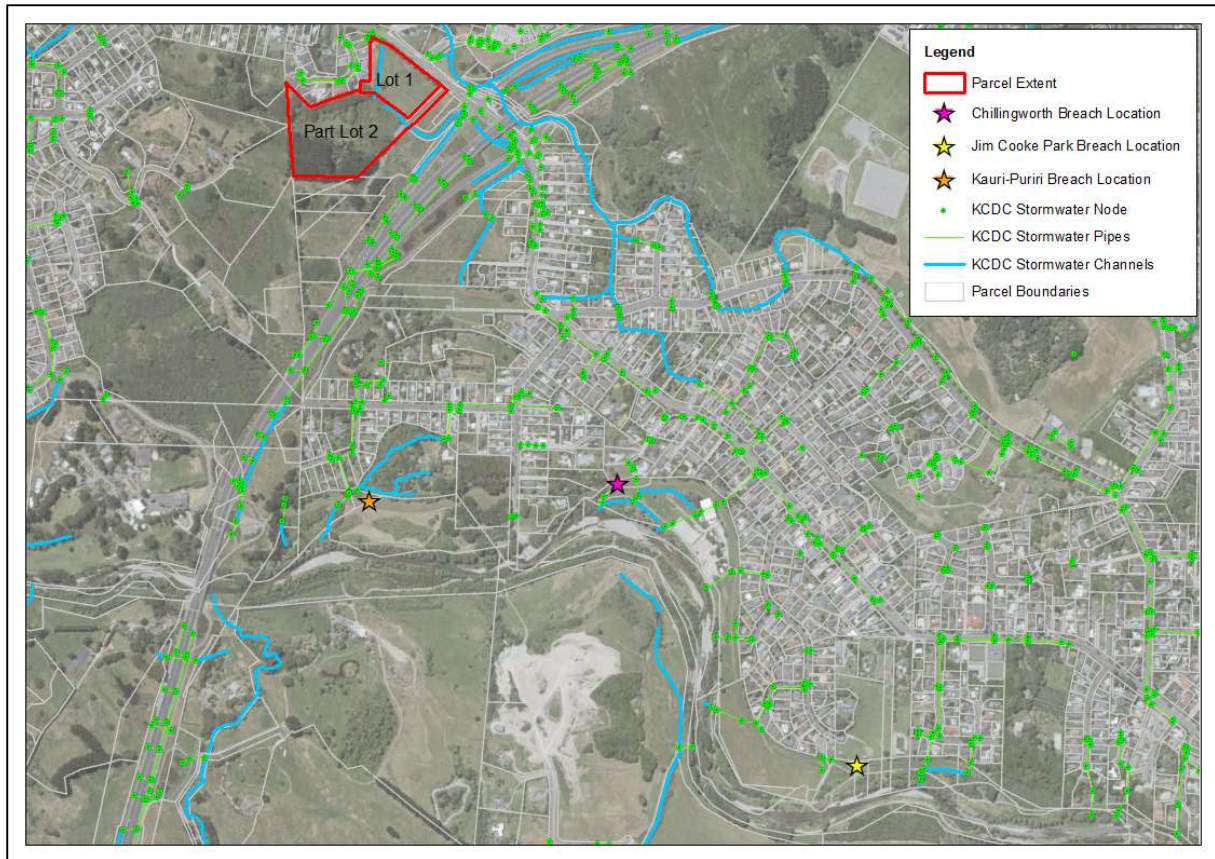 Lot 1
Part Lot 2
Legend
Parcel Extent
Chillingworth Breach Location
Jim Cooke Park Breach Location
Kauri-Puriri Breach Location
KCDC Stormwater Node
KCDC Stormwater Pipes
KCDC Stormwater Channels
Parcel Boundaries